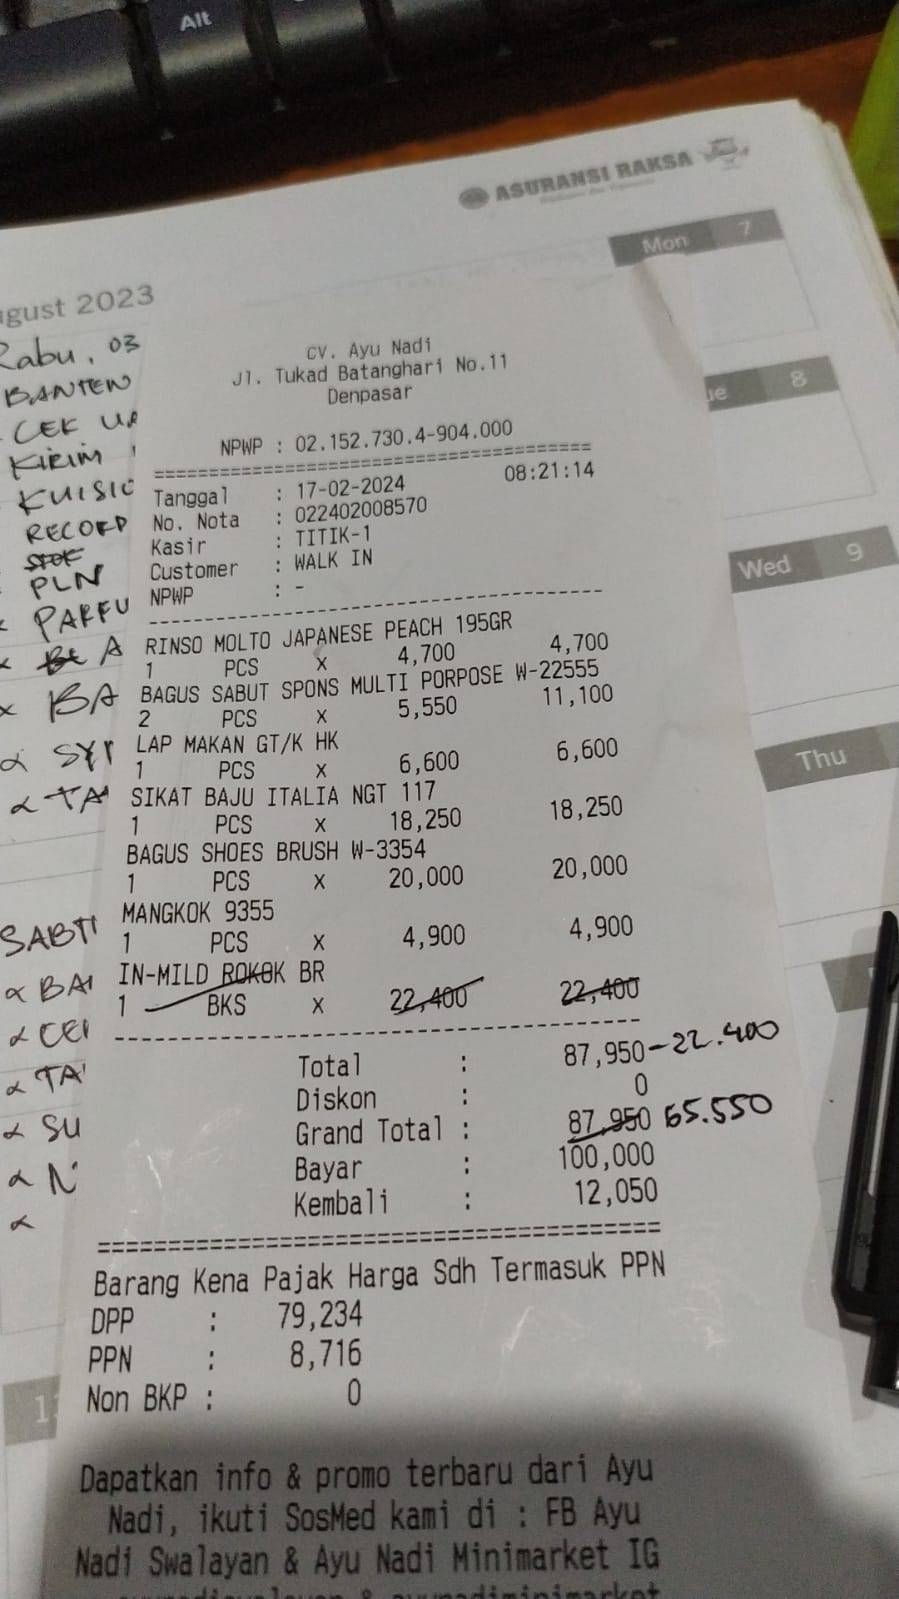 Alt
ASURANSI RAKSA
Mon 7
gust 2023
Rabu, 03
BANTEN
8
CEK
KIRIM
RECORD
PLN
Wed 9
Thu
CV. Ayu Nadi
Jl. Tukad Batanghari No.11
Denpasar
NPWP : 02.152.730.4-904.000
========================================
Tanggal : 17-02-2024 08:21:14
No. Nota : 022402008570
Kasir : TITIK-1
Customer : WALK IN
NPWP : -
----------------------------------------
RINSO MOLTO JAPANESE PEACH 195GR
1 PCS X 4,700 4,700
BAGUS SABUT SPONS MULTI PORPOSE W-22555
2 PCS X 5,550 11,100
LAP MAKAN GT/K HK
1 PCS X 6,600 6,600
SIKAT BAJU ITALIA NGT 117
1 PCS X 18,250 18,250
BAGUS SHOES BRUSH W-3354
1 PCS X 20,000 20,000
MANGKOK 9355
1 PCS X 4,900 4,900
IN-MILD ROKOK BR
1 BKS X 22,400 22,400
----------------------------------------
Total : 87,950 -22.400
Diskon : 0
Grand Total : 87,950 65.550
Bayar : 100,000
Kembali : 12,050
========================================
Barang Kena Pajak Harga Sdh Termasuk PPN
DPP : 79,234
PPN : 8,716
Non BKP : 0
Dapatkan info & promo terbaru dari Ayu
Nadi, ikuti SosMed kami di : FB Ayu
Nadi Swalayan & Ayu Nadi Minimarket IG